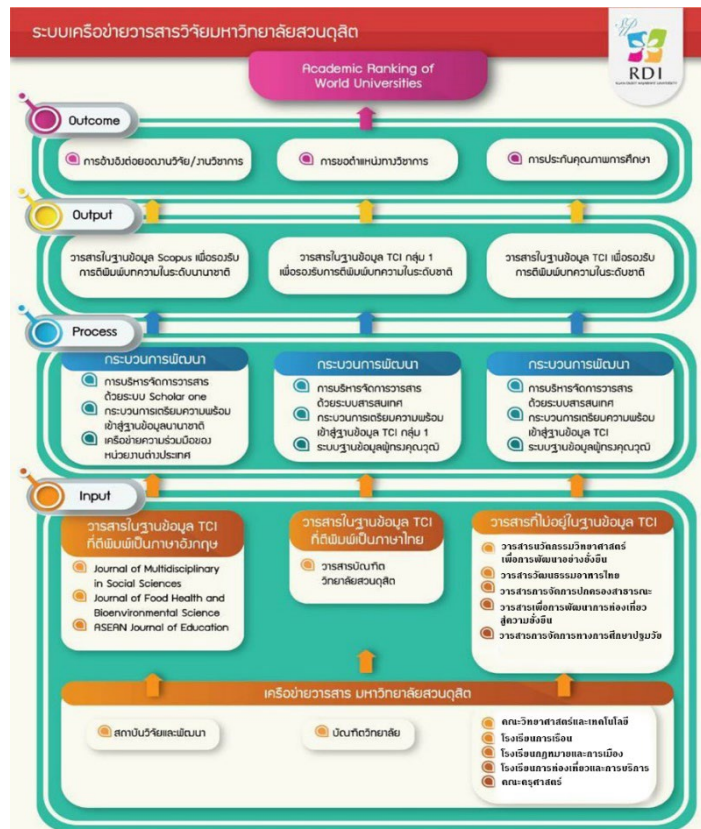 ระบบเครือข่ายวารสารวิจัยมหาวิทยาลัยสวนดุสิต
RDI
Academic Ranking of
World Universities
Outcome
การอ้างอิงต่อยอดงานวิจัย/งานวิชาการ
การขอตำแหน่งทางวิชาการ
การประกันคุณภาพการศึกษา
Output
วารสารในฐานข้อมูล Scopus เพื่อรองรับ
การตีพิมพ์บทความในระดับนานาชาติ
วารสารในฐานข้อมูล TCI กลุ่ม 1
เพื่อรองรับการตีพิมพ์บทความในระดับชาติ
วารสารในฐานข้อมูล TCI เพื่อรองรับ
การตีพิมพ์บทความในระดับชาติ
Process
กระบวนการพัฒนา
การบริหารจัดการวารสาร
ด้วยระบบ Scholar one
กระบวนการเตรียมความพร้อม
เข้าสู่ฐานข้อมูลนานาชาติ
เครือข่ายความร่วมมือของ
หน่วยงานต่างประเทศ
กระบวนการพัฒนา
การบริหารจัดการวารสาร
ด้วยระบบสารสนเทศ
กระบวนการเตรียมความพร้อม
เข้าสู่ฐานข้อมูล TCI กลุ่ม 1
ระบบฐานข้อมูลผู้ทรงคุณวุฒิ
กระบวนการพัฒนา
การบริหารจัดการวารสาร
ด้วยระบบสารสนเทศ
กระบวนการเตรียมความพร้อม
เข้าสู่ฐานข้อมูล TCI
ระบบฐานข้อมูลผู้ทรงคุณวุฒิ
Input
วารสารในฐานข้อมูล TCI
ที่ตีพิมพ์เป็นภาษาอังกฤษ
Journal of Multidisciplinary
in Social Sciences
Journal of Food Health and
Bioenvironmental Science
ASEAN Journal of Education
วารสารในฐานข้อมูล TCI
ที่ตีพิมพ์เป็นภาษาไทย
วารสารบัณฑิต
วิทยาลัยสวนดุสิต
วารสารที่ไม่อยู่ในฐานข้อมูล TCI
วารสารนวัตกรรมวิทยาศาสตร์
เพื่อการพัฒนาอย่างยั่งยืน
วารสารวัฒนธรรมอาหารไทย
วารสารการจัดการปกครองสาธารณะ
วารสารเพื่อการพัฒนาการท่องเที่ยว
สู่ความยั่งยืน
วารสารการจัดการทางการศึกษาปฐมวัย
เครือข่ายวารสาร มหาวิทยาลัยสวนดุสิต
สถาบันวิจัยและพัฒนา
บัณฑิตวิทยาลัย
คณะวิทยาศาสตร์และเทคโนโลยี
โรงเรียนการเรือน
โรงเรียนกฎหมายและการเมือง
โรงเรียนการท่องเที่ยวและการบริการ
คณะครุศาสตร์